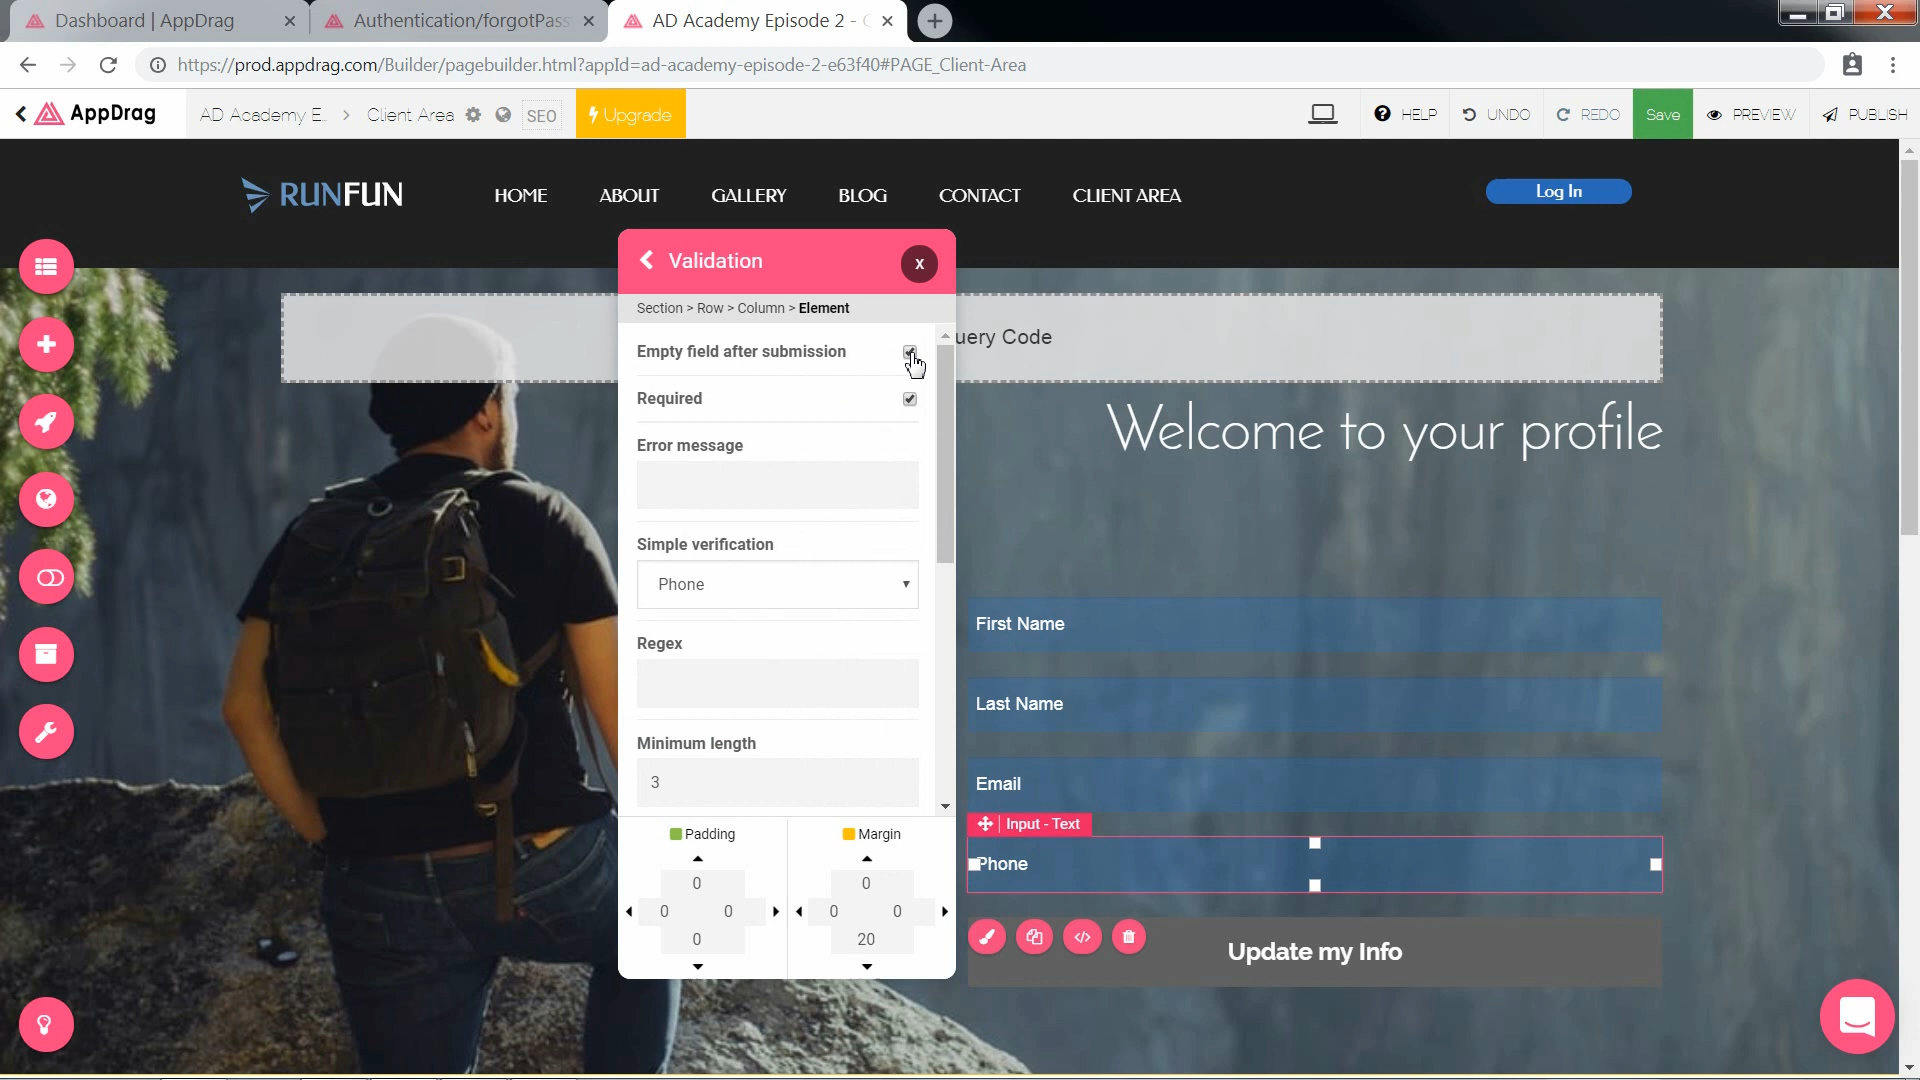 Dashboard | AppDrag
Authentication/forgotPass
AD Academy Episode 2 - C
https://prod.appdrag.com/Builder/pagebuilder.html?appId=ad-academy-episode-2-e63f40#PAGE_Client-Area
AppDrag
AD Academy E..
>
Client Area
SEO
Upgrade
HELP
UNDO
REDO
Save
PREVIEW
PUBLISH
RUNFUN
HOME
ABOUT
GALLERY
BLOG
CONTACT
CLIENT AREA
Log In
Validation
x
Section > Row > Column > Element
Empty field after submission
Required
Error message
Simple verification
Phone
Regex
Minimum length
3
Padding
0
0 0
0
Margin
0
0 0
20
uery Code
Welcome to your profile
First Name
Last Name
Email
Input - Text
Phone
Update my Info